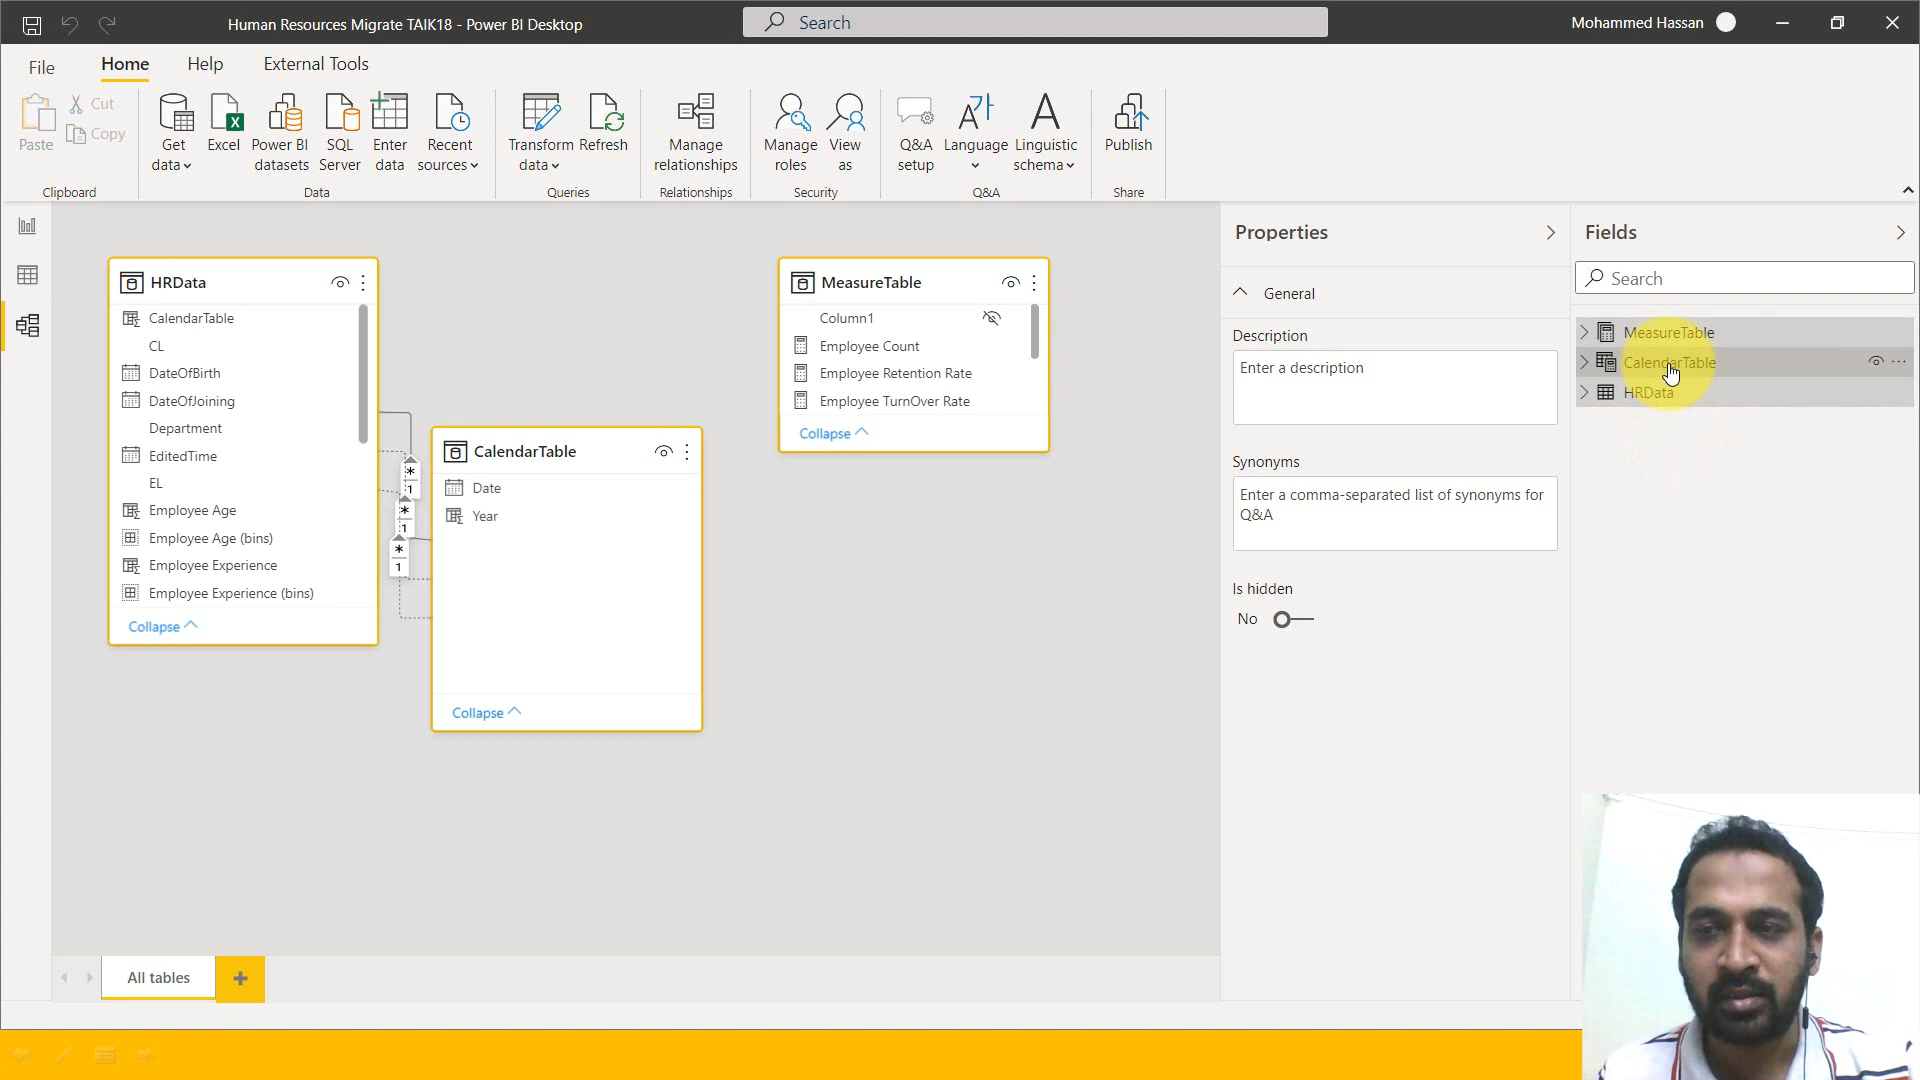 Human Resources Migrate TAIK18 - Power BI Desktop
Search
Mohammed Hassan
File
Home
Help
External Tools
Paste
Cut
Copy
Clipboard
Get data
Excel
Power BI datasets
SQL Server
Enter data
Recent sources
Data
Transform data
Refresh
Queries
Manage relationships
Relationships
Manage roles
View as
Security
Q&A setup
Language
Linguistic schema
Q&A
Publish
Share
HRData
CalendarTable
CL
DateOfBirth
DateOfJoining
Department
EditedTime
EL
Employee Age
Employee Age (bins)
Employee Experience
Employee Experience (bins)
Collapse
*
1
*
1
*
1
CalendarTable
Date
Year
Collapse
MeasureTable
Column1
Employee Count
Employee Retention Rate
Employee TurnOver Rate
Collapse
Properties
General
Description
Enter a description
Synonyms
Enter a comma-separated list of synonyms for
Q&A
Is hidden
No
Fields
Search
MeasureTable
CalendarTable
HRData
All tables